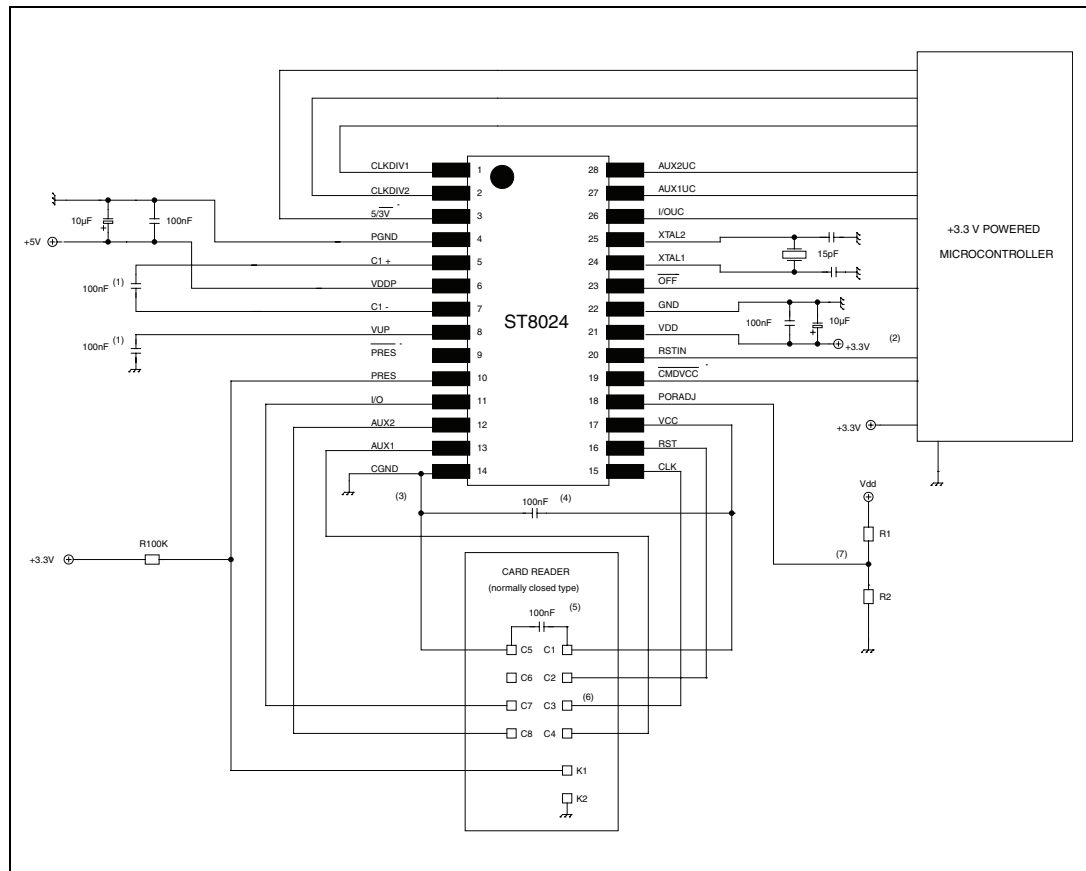 CLKDIV1 1 28 AUX2UC
CLKDIV2 2 27 AUX1UC
5/3V 3 26 I/OUC
10µF 100nF PGND 4 25 XTAL2
+5V
C1 + 5 24 XTAL1 15pF
100nF (1) VDDP 6 23 OFF
C1 - 7 22 GND 100nF 10µF
ST8024
VUP 8 21 VDD +3.3V (2)
100nF (1)
PRES 9 20 RSTIN
PRES 10 19 CMDVCC
I/O 11 18 PORADJ
AUX2 12 17 VCC +3.3V
AUX1 13 16 RST
CGND 14 15 CLK
+3.3 V POWERED
MICROCONTROLLER
(3) 100nF (4)
Vdd
R1
(7)
R2
+3.3V R100K
CARD READER
(normally closed type)
100nF (5)
C5 C1
C6 C2
C7 C3 (6)
C8 C4
K1
K2